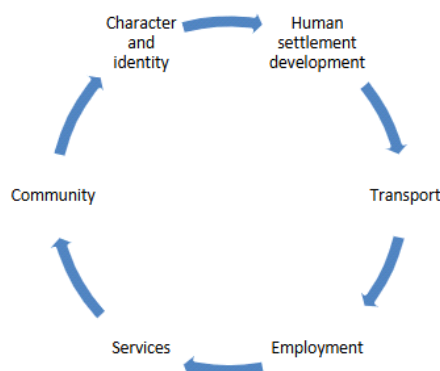 Character
and
identity
Human
settlement
development
Transport
Employment
Services
Community